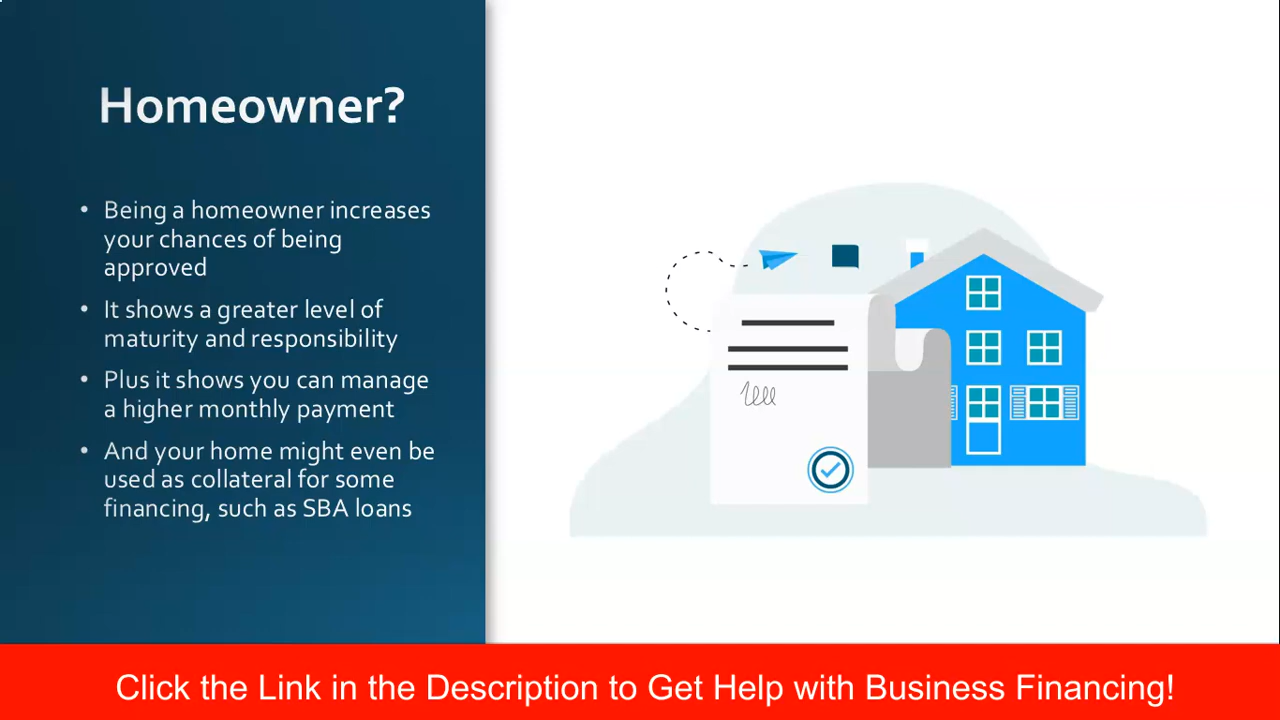 Homeowner?
• Being a homeowner increases
your chances of being
approved
• It shows a greater level of
maturity and responsibility
• Plus it shows you can manage
a higher monthly payment
• And your home might even be
used as collateral for some
financing, such as SBA loans
Click the Link in the Description to Get Help with Business Financing!